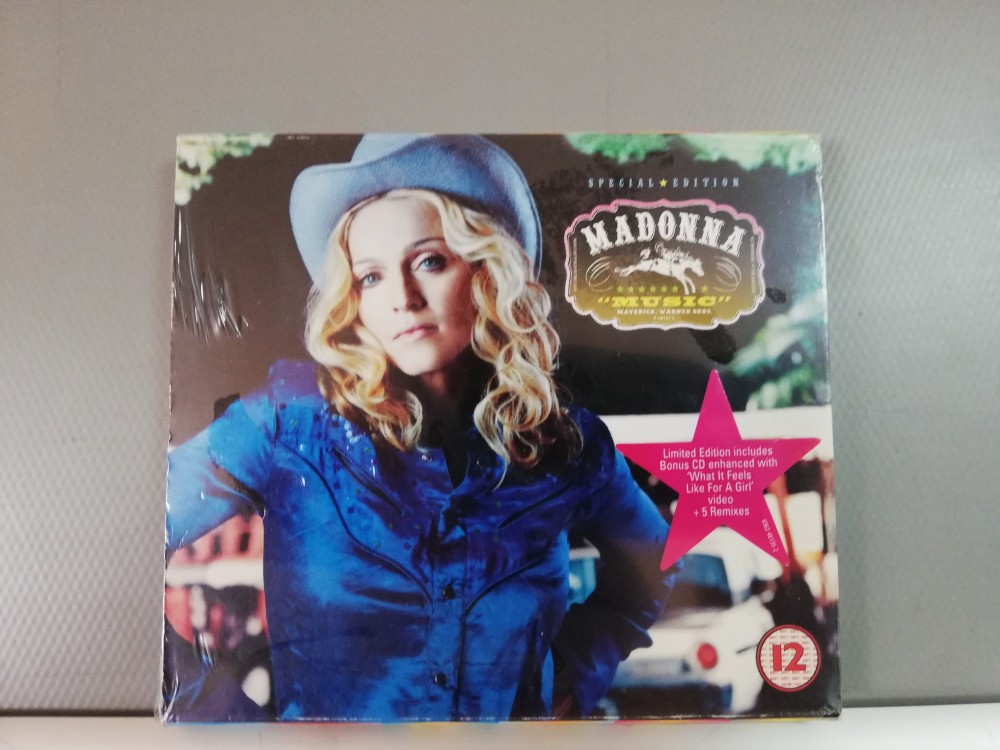 SPECIAL ★ EDITION
MADONNA
"MUSIC"
MAVERICK/WARNER BROS.
Limited Edition includes
Bonus CD enhanced with
'What It Feels
Like For A Girl'
video
+ 5 Remixes
12